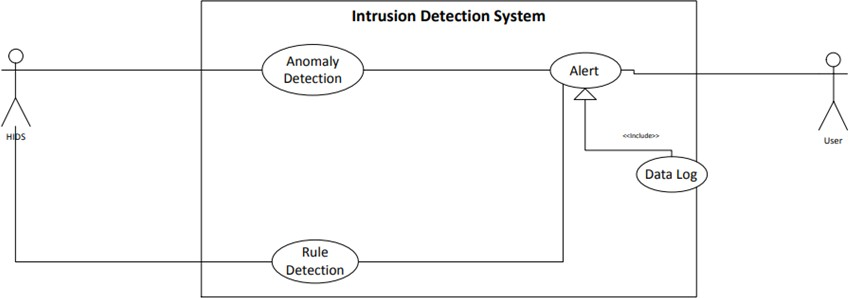 Intrusion Detection System
Anomaly
Detection
Alert
HIDS
<<Include>>
User
Data Log
Rule
Detection